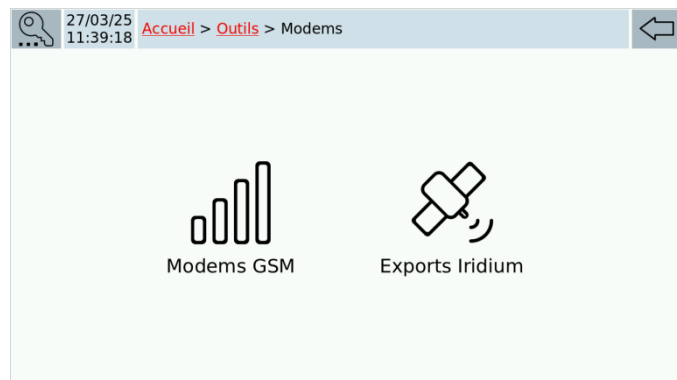 27/03/25
11:39:18
Accueil > Outils > Modems
Modems GSM
Exports Iridium